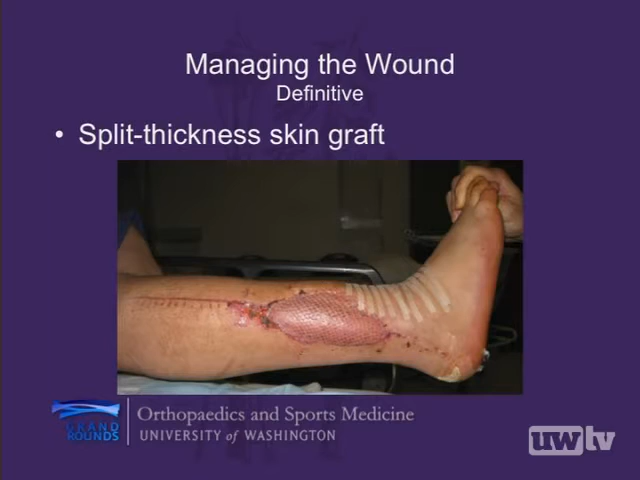 Managing the Wound
Definitive
• Split-thickness skin graft
GRAND
ROUNDS
Orthopaedics and Sports Medicine
UNIVERSITY of WASHINGTON
uwtv